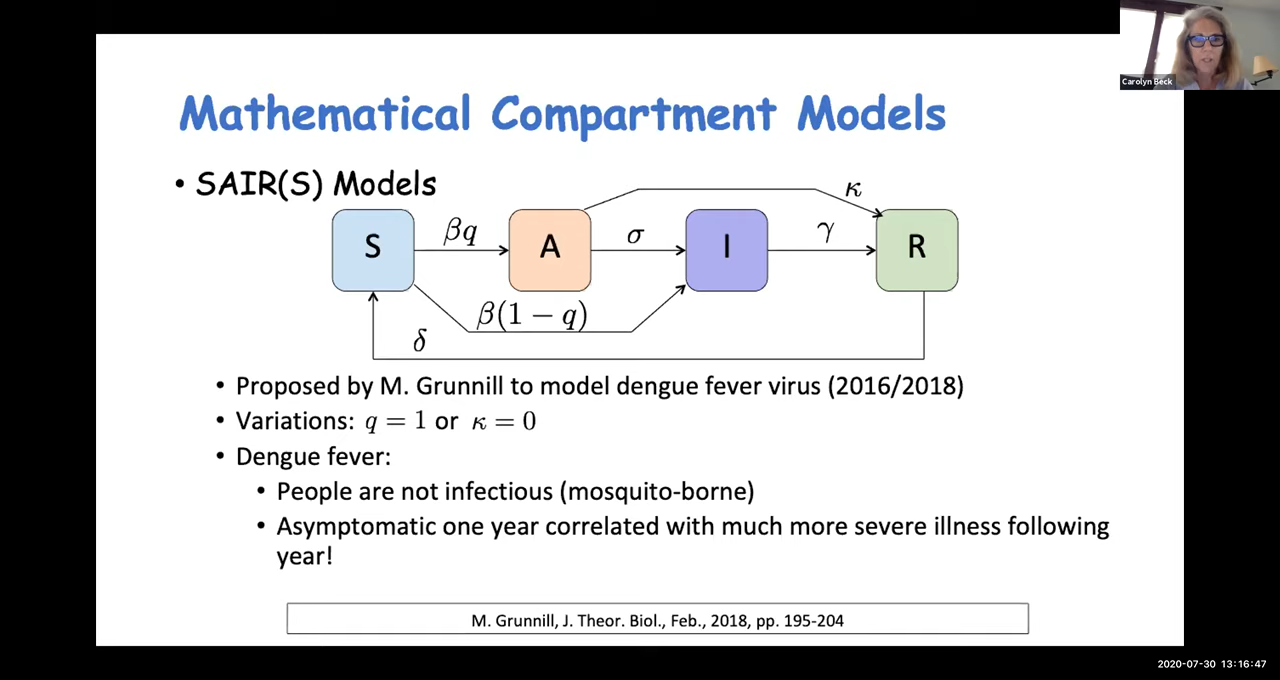 Carolyn Beck
Mathematical Compartment Models
• SAIR(S) Models
κ
S
βq
A
σ
I
γ
R
β(1 − q)
δ
• Proposed by M. Grunnill to model dengue fever virus (2016/2018)
• Variations: q = 1 or κ = 0
• Dengue fever:
• People are not infectious (mosquito-borne)
• Asymptomatic one year correlated with much more severe illness following
year!
M. Grunnill, J. Theor. Biol., Feb., 2018, pp. 195-204
2020-07-30 13:16:47